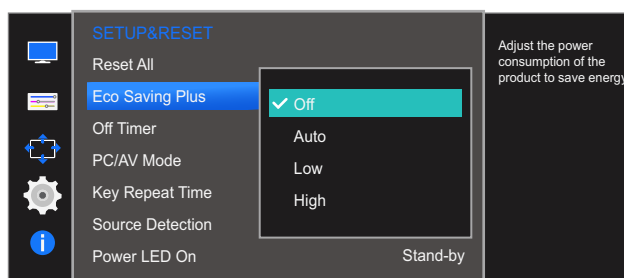 SETUP&RESET
Reset All
Eco Saving Plus
Off Timer
PC/AV Mode
Key Repeat Time
Source Detection
Power LED On
Stand-by
Off
Auto
Low
High
Adjust the power
consumption of the
product to save energy